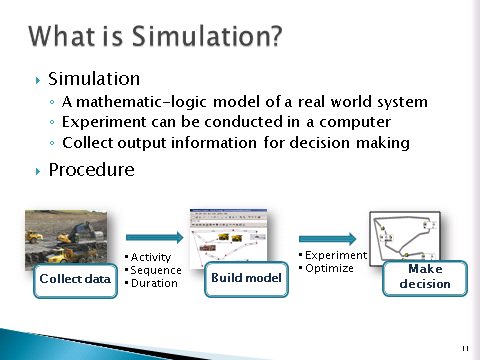 What is Simulation?
Simulation
A mathematic-logic model of a real world system
Experiment can be conducted in a computer
Collect output information for decision making
Procedure
Collect data
• Activity
• Sequence
• Duration
Build model
• Experiment
• Optimize
Make
decision
11